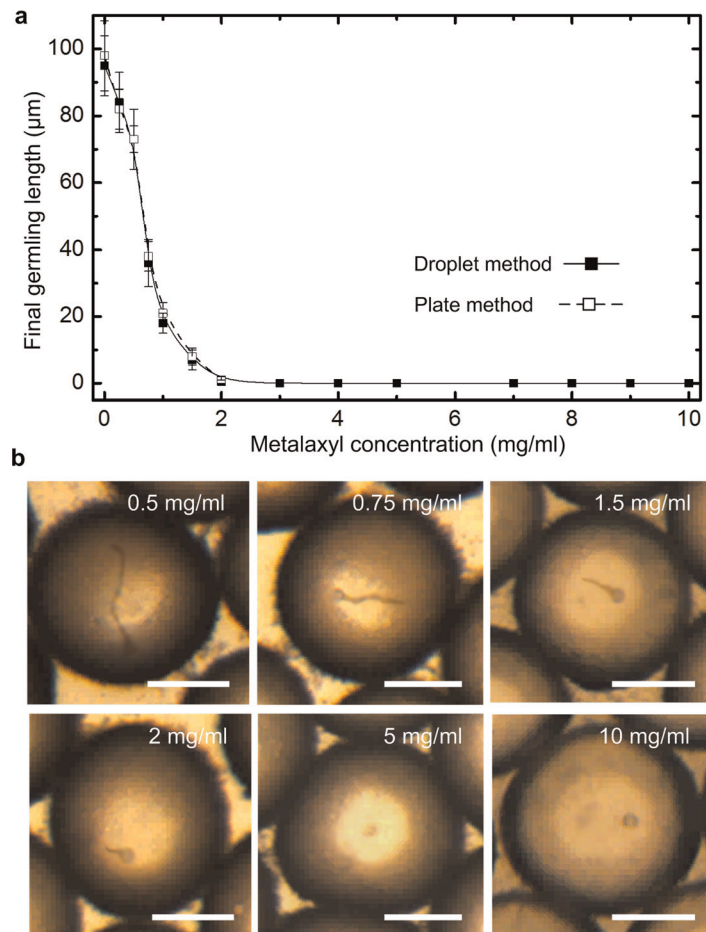 a
100
80
60
40
20
0
Final germling length (µm)
Droplet method
Plate method
0 2 4 6 8 10
Metalaxyl concentration (mg/ml)
b
0.5 mg/ml 0.75 mg/ml 1.5 mg/ml
2 mg/ml 5 mg/ml 10 mg/ml